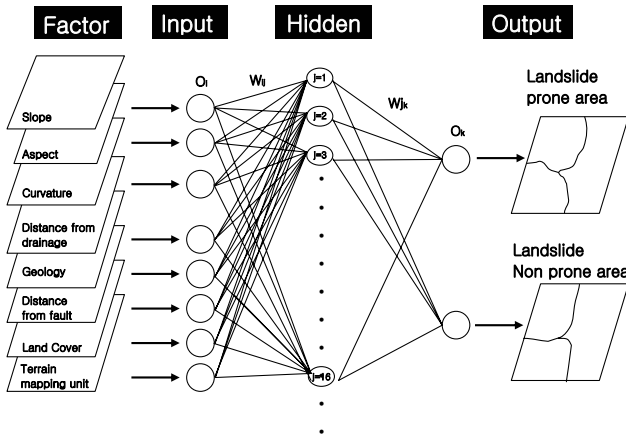 Factor Input Hidden Output
Oi Wij j=1
Landslide
prone area
Wjk
Slope
j=2
Ok
Aspect
j=3
Curvature
Distance from
drainage
Landslide
Non prone area
Geology
Distance
from fault
Land Cover
Terrain
mapping unit
j=16